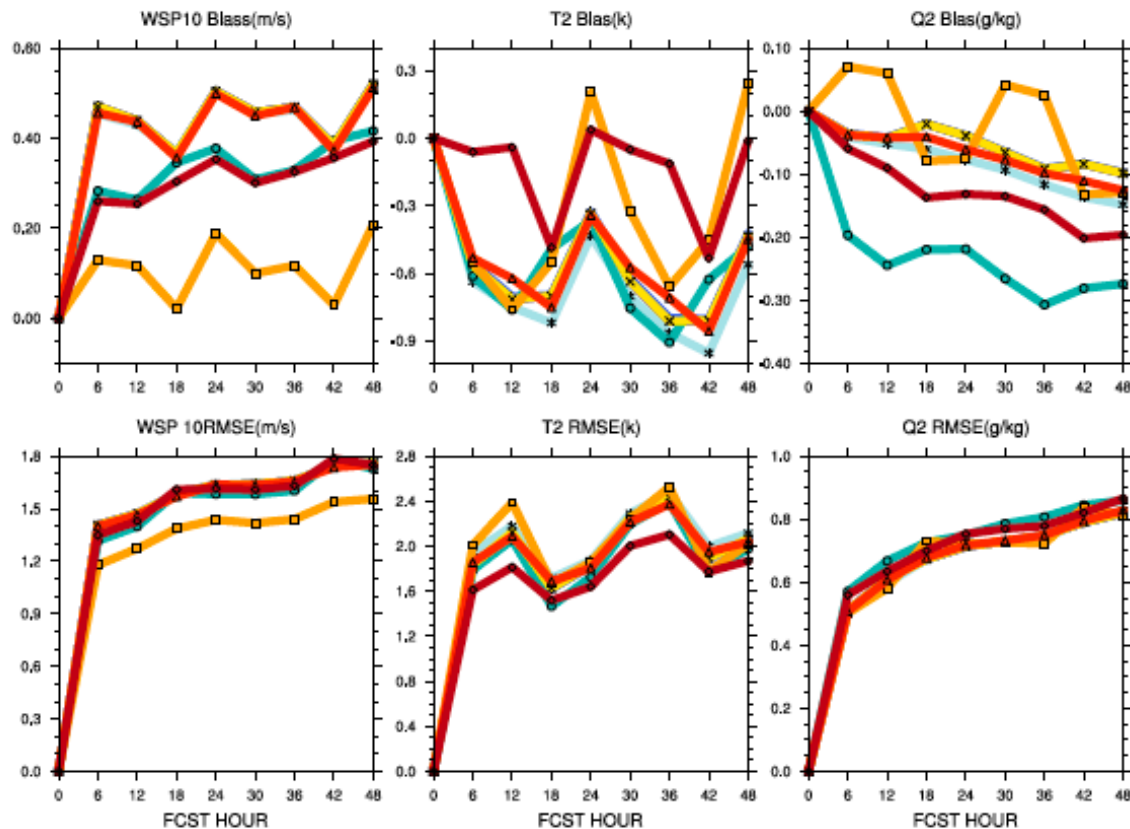 WSP10 Blass(m/s)
T2 Blas(k)
Q2 Blas(g/kg)
0.60
0.40
0.20
0.00
0 6 12 18 24 30 36 42 48
0.3
0.0
-0.3
-0.6
-0.9
0 6 12 18 24 30 36 42 48
0.10
0.00
-0.10
-0.20
-0.30
-0.40
0 6 12 18 24 30 36 42 48
WSP 10RMSE(m/s)
T2 RMSE(k)
Q2 RMSE(g/kg)
1.8
1.5
1.2
0.9
0.6
0.3
0.0
0 6 12 18 24 30 36 42 48
FCST HOUR
2.8
2.4
2.0
1.6
1.2
0.8
0.4
0.0
0 6 12 18 24 30 36 42 48
FCST HOUR
1.0
0.8
0.6
0.4
0.2
0.0
0 6 12 18 24 30 36 42 48
FCST HOUR